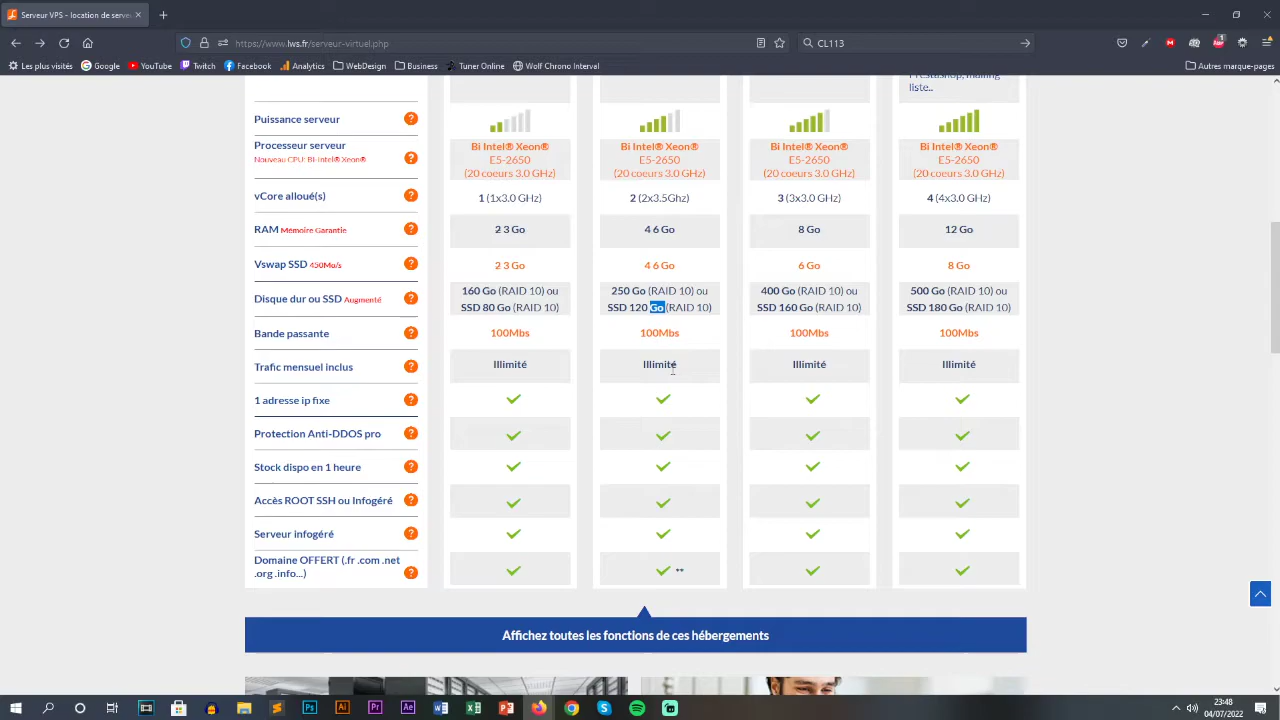 Serveur VPS - location de serve
https://www.lws.fr/serveur-virtuel.php
CL113
Les plus visités Google YouTube Twitch Facebook Analytics WebDesign Business Tuner Online Wolf Chrono Interval Autres marque-pages
Prestashop, mailing
liste..
Puissance serveur ?
Processeur serveur
Nouveau CPU: BI-Intel® Xeon® ?
Bi Intel® Xeon® Bi Intel® Xeon® Bi Intel® Xeon® Bi Intel® Xeon®
E5-2650 E5-2650 E5-2650 E5-2650
(20 coeurs 3.0 GHz) (20 coeurs 3.0 GHz) (20 coeurs 3.0 GHz) (20 coeurs 3.0 GHz)
vCore alloué(s) ? 1 (1x3.0 GHz) 2 (2x3.5Ghz) 3 (3x3.0 GHz) 4 (4x3.0 GHz)
RAM Mémoire Garantie ? 2 3 Go 4 6 Go 8 Go 12 Go
Vswap SSD 450Mo/s ? 2 3 Go 4 6 Go 6 Go 8 Go
Disque dur ou SSD Augmenté ?
160 Go (RAID 10) ou 250 Go (RAID 10) ou 400 Go (RAID 10) ou 500 Go (RAID 10) ou
SSD 80 Go (RAID 10) SSD 120 Go (RAID 10) SSD 160 Go (RAID 10) SSD 180 Go (RAID 10)
Bande passante ? 100Mbs 100Mbs 100Mbs 100Mbs
Trafic mensuel inclus ? Illimité Illimité Illimité Illimité
1 adresse ip fixe ?
Protection Anti-DDOS pro ?
Stock dispo en 1 heure ?
Accès ROOT SSH ou Infogéré ?
Serveur infogéré ?
Domaine OFFERT (.fr .com .net
.org .info...) ? **
Affichez toutes les fonctions de ces hébergements
Ps Ai Pr Ae
23:48
04/07/2022